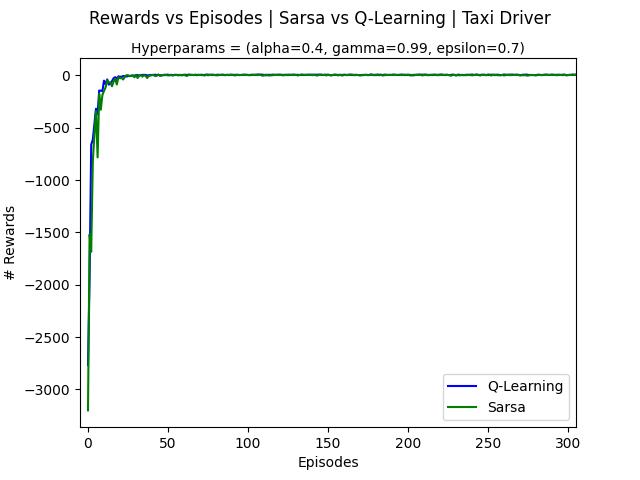 Rewards vs Episodes | Sarsa vs Q-Learning | Taxi Driver
Hyperparams = (alpha=0.4, gamma=0.99, epsilon=0.7)
# Rewards
0
−500
−1000
−1500
−2000
−2500
−3000
Q-Learning
Sarsa
0 50 100 150 200 250 300
Episodes